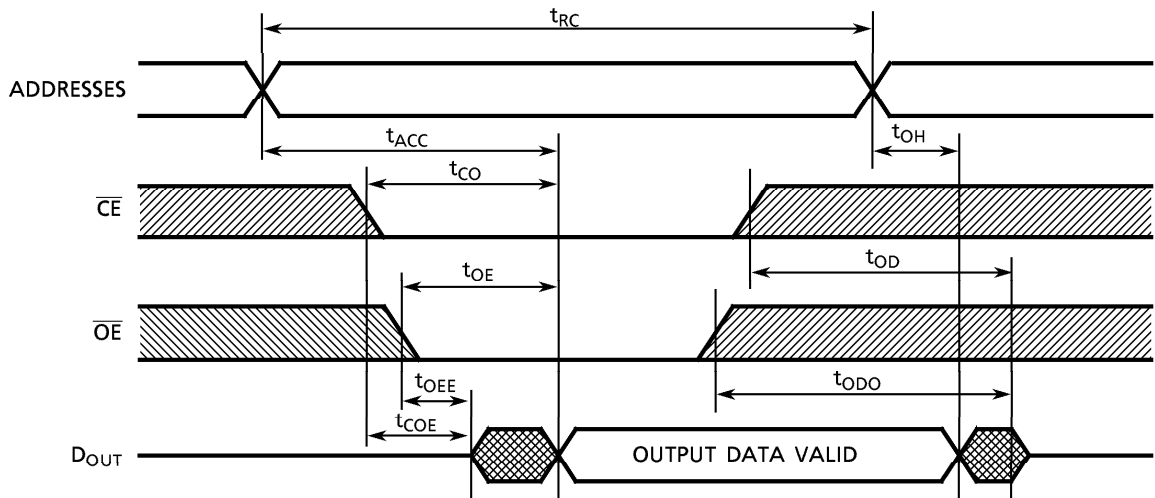 tRC
ADDRESSES
tACC
tOH
tCO
CE
tOD
tOE
OE
tODO
tOEE
tCOE
DOUT
OUTPUT DATA VALID